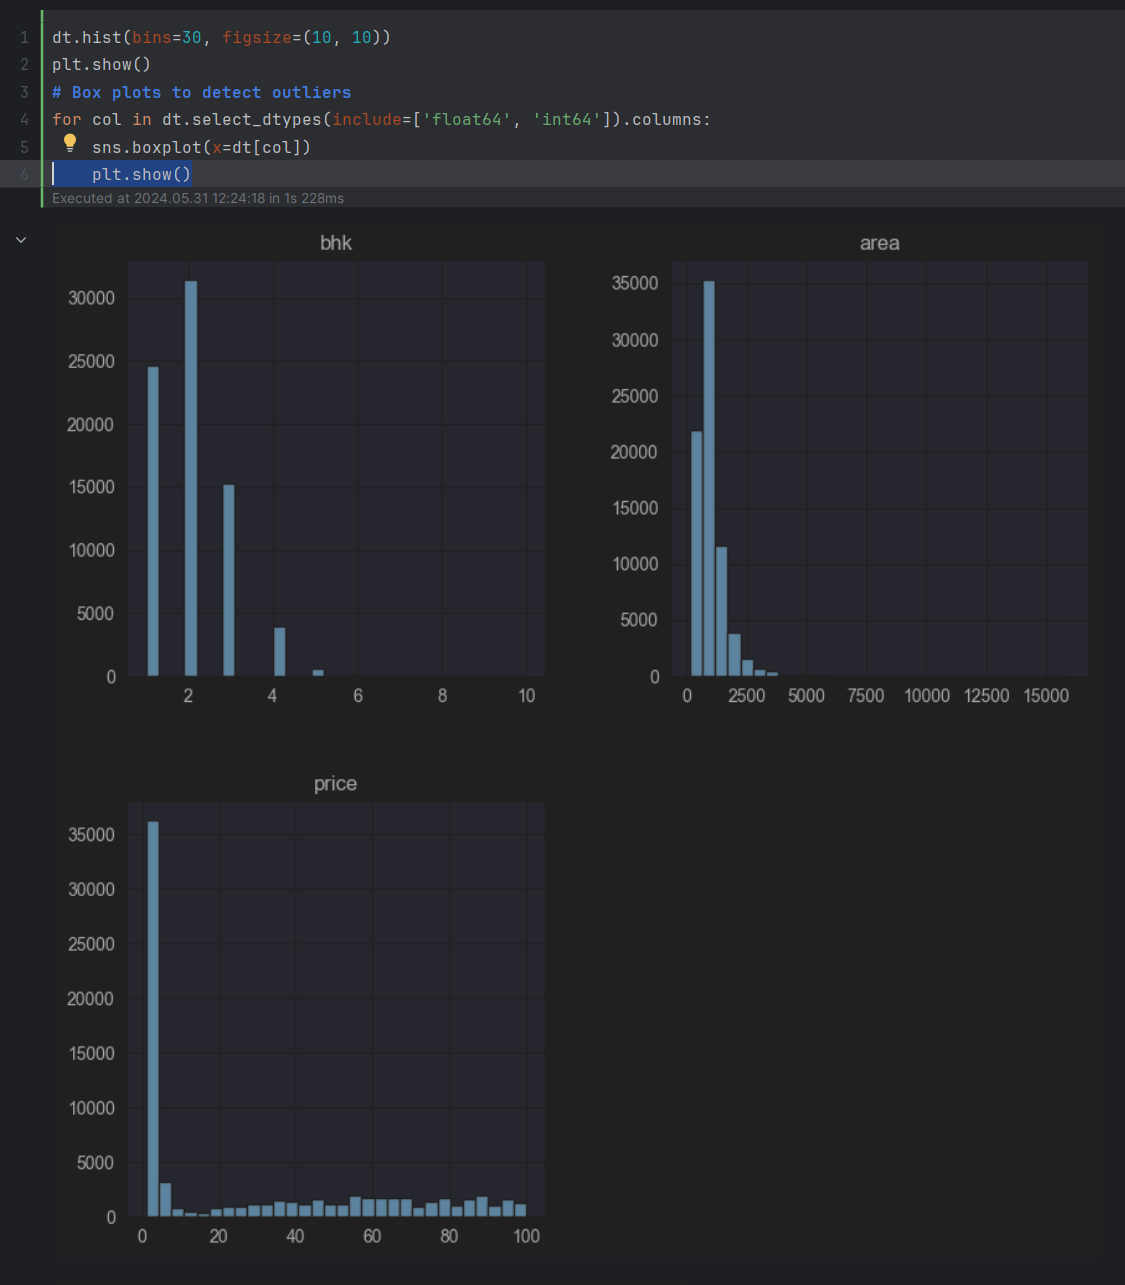 1 dt.hist(bins=30, figsize=(10, 10))
2 plt.show()
3 # Box plots to detect outliers
4 for col in dt.select_dtypes(include=['float64', 'int64']).columns:
5 sns.boxplot(x=dt[col])
6 plt.show()
Executed at 2024.05.31 12:24:18 in 1s 228ms
bhk
30000
25000
20000
15000
10000
5000
0
2 4 6 8 10
area
35000
30000
25000
20000
15000
10000
5000
0
0 2500 5000 7500 10000 12500 15000
price
35000
30000
25000
20000
15000
10000
5000
0
0 20 40 60 80 100